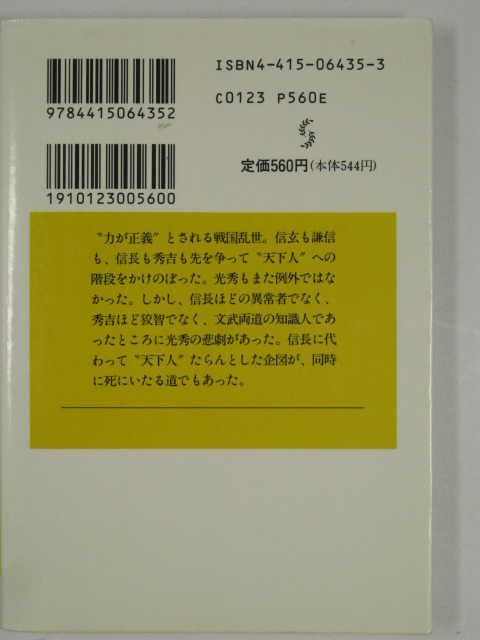 ISBN4-415-06435-3
9784415064352
C0123 P560E
定価560円(本体544円)
1910123005600
〝力が正義〟とされる戦国乱世。信玄も謙信
も、信長も秀吉も先を争って〝天下人〟への
階段をかけのぼった。光秀もまた例外ではな
かった。しかし、信長ほどの異常者でなく、
秀吉ほど狡智でなく、文武両道の知識人であ
ったところに光秀の悲劇があった。信長に代
わって〝天下人〟たらんとした企図が、同時
に死にいたる道でもあった。